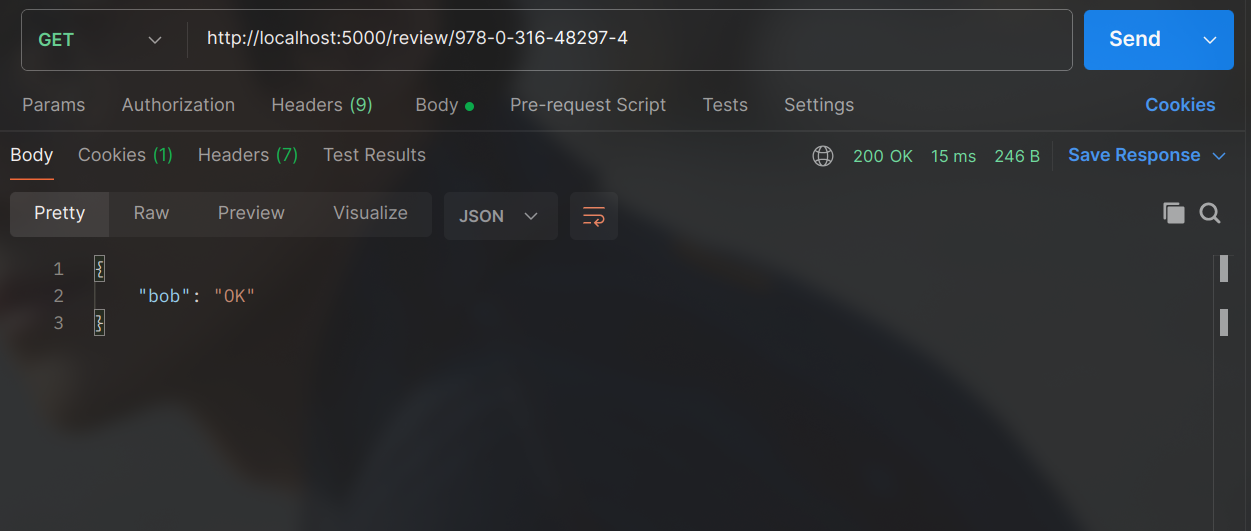 GET http://localhost:5000/review/978-0-316-48297-4 Send
Params Authorization Headers (9) Body Pre-request Script Tests Settings Cookies
Body Cookies (1) Headers (7) Test Results 200 OK 15 ms 246 B Save Response
Pretty Raw Preview Visualize JSON
1 {
2 "bob": "OK"
3 }